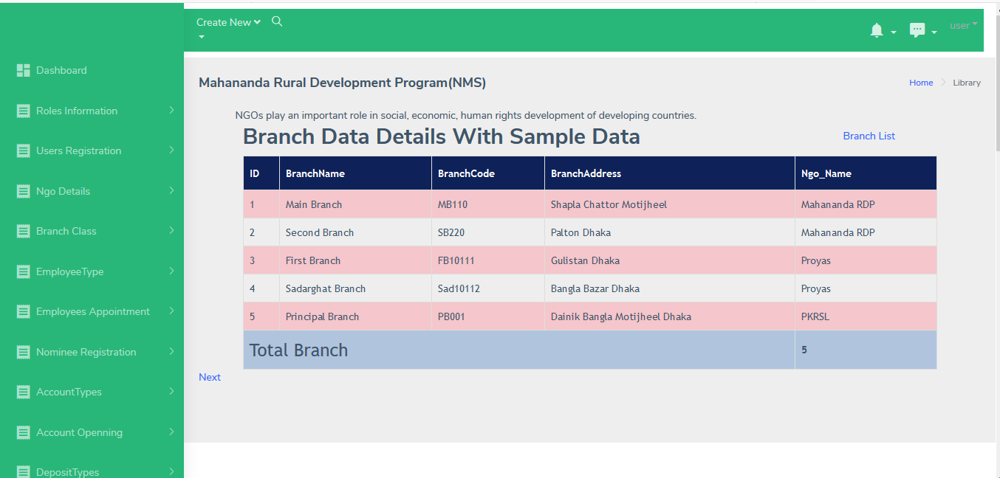 Create New
user
Dashboard
Roles Information
Users Registration
Ngo Details
Branch Class
EmployeeType
Employees Appointment
Nominee Registration
AccountTypes
Account Openning
DepositTypes
Mahananda Rural Development Program(NMS)
Home Library
NGOs play an important role in social, economic, human rights development of developing countries.
Branch Data Details With Sample Data
Branch List
ID BranchName BranchCode BranchAddress Ngo_Name
1 Main Branch MB110 Shapla Chattor Motijheel Mahananda RDP
2 Second Branch SB220 Palton Dhaka Mahananda RDP
3 First Branch FB10111 Gulistan Dhaka Proyas
4 Sadarghat Branch Sad10112 Bangla Bazar Dhaka Proyas
5 Principal Branch PB001 Dainik Bangla Motijheel Dhaka PKRSL
Total Branch 5
Next